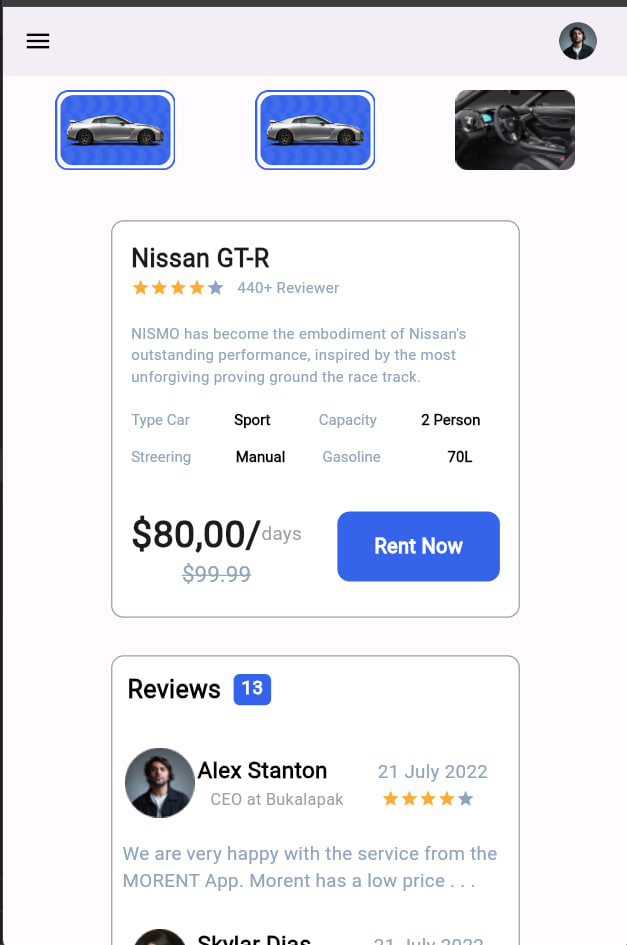 Nissan GT-R
440+ Reviewer
NISMO has become the embodiment of Nissan's
outstanding performance, inspired by the most
unforgiving proving ground the race track.
Type Car Sport Capacity 2 Person
Streering Manual Gasoline 70L
$80,00/days
$99.99
Rent Now
Reviews 13
Alex Stanton 21 July 2022
CEO at Bukalapak
We are very happy with the service from the
MORENT App. Morent has a low price . . .
Skylar Dias 21 July 2022